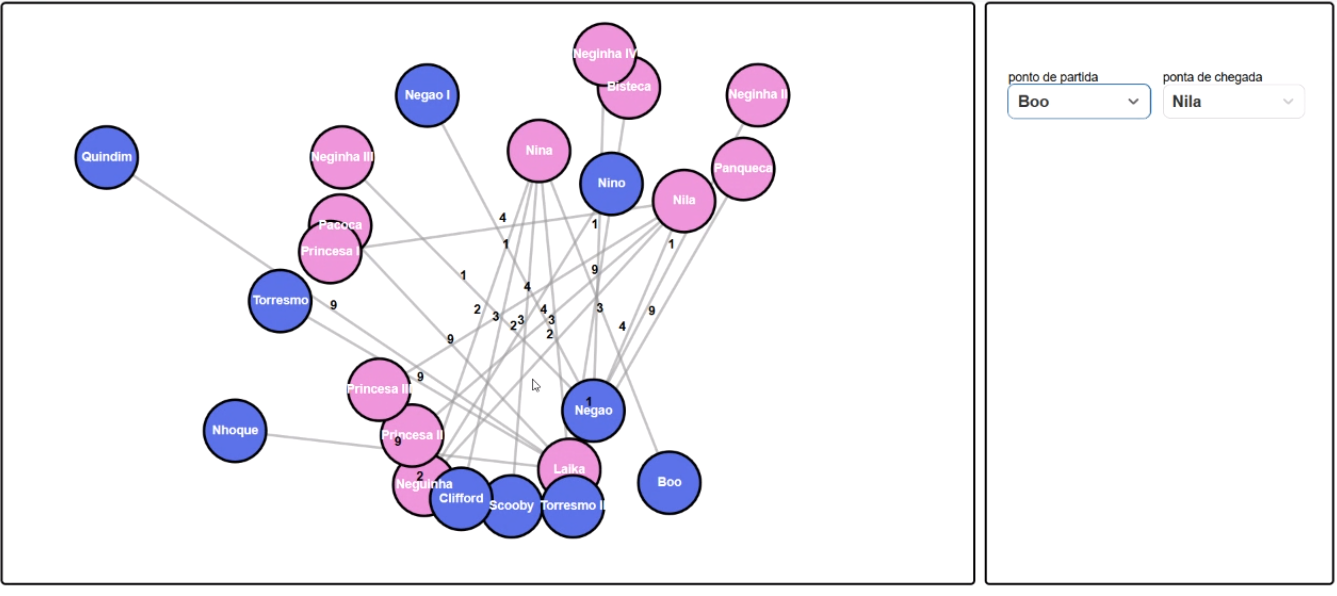 Neginha IV
Bisteca
Negao I
Neginha II
Nina
Quindim
Neginha III
Panqueca
Nino
Nila
Pacoca
Princesa I
4
1
1
1
1
9
4
Torresmo
9
2
3
4
3
9
2
3
3
2
4
9
9
Princesa III
1
Negao
Nhoque
Princesa II
9
Laika
2
Neguinha
Boo
Clifford
Scooby
Torresmo II
ponto de partida
ponta de chegada
Boo
Nila